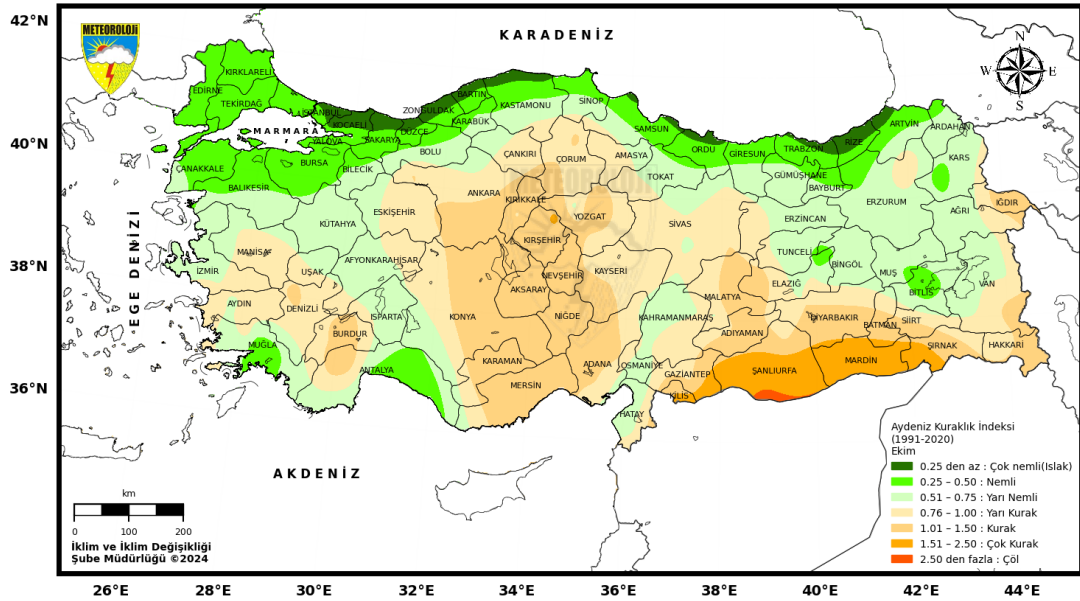 42°N
40°N
38°N
36°N
METEOROLOJİ
KARADENİZ
N
W E
S
KIRKLARELİ
EDİRNE
TEKİRDAĞ
İSTANBUL
KOCAELİ
MARMARA
YALOVA
SAKARYA
DÜZCE
ZONGULDAK
BARTIN
KARABÜK
KASTAMONU
SİNOP
SAMSUN
ORDU
GİRESUN
TRABZON
RİZE
ARTVİN
ARDAHAN
ÇANAKKALE
BALIKESİR
BURSA
BİLECİK
BOLU
ÇANKIRI
ÇORUM
AMASYA
TOKAT
GÜMÜŞHANE
BAYBURT
KARS
METEOROLOJİ
EGE DENİZİ
KÜTAHYA
ESKİŞEHİR
ANKARA
KIRIKKALE
YOZGAT
SİVAS
ERZİNCAN
ERZURUM
AĞRI
IĞDIR
MANİSA
İZMİR
UŞAK
AFYONKARAHİSAR
KIRŞEHİR
NEVŞEHİR
KAYSERİ
AKSARAY
TUNCELİ
BİNGÖL
ELAZIĞ
MUŞ
BİTLİS
VAN
AYDIN
DENİZLİ
BURDUR
ISPARTA
KONYA
NİĞDE
KAHRAMANMARAŞ
MALATYA
ADIYAMAN
DİYARBAKIR
BATMAN
SİİRT
ŞIRNAK
HAKKARİ
MUĞLA
ANTALYA
KARAMAN
MERSİN
ADANA
OSMANİYE
GAZİANTEP
KİLİS
ŞANLIURFA
MARDİN
HATAY
AKDENİZ
Aydeniz Kuraklık İndeksi
(1991-2020)
Ekim
0.25 den az : Çok nemli(Islak)
0.25 – 0.50 : Nemli
0.51 – 0.75 : Yarı Nemli
0.76 – 1.00 : Yarı Kurak
1.01 – 1.50 : Kurak
1.51 – 2.50 : Çok Kurak
2.50 den fazla : Çöl
km
0 100 200
İklim ve İklim Değişikliği
Şube Müdürlüğü ©2024
26°E 28°E 30°E 32°E 34°E 36°E 38°E 40°E 42°E 44°E